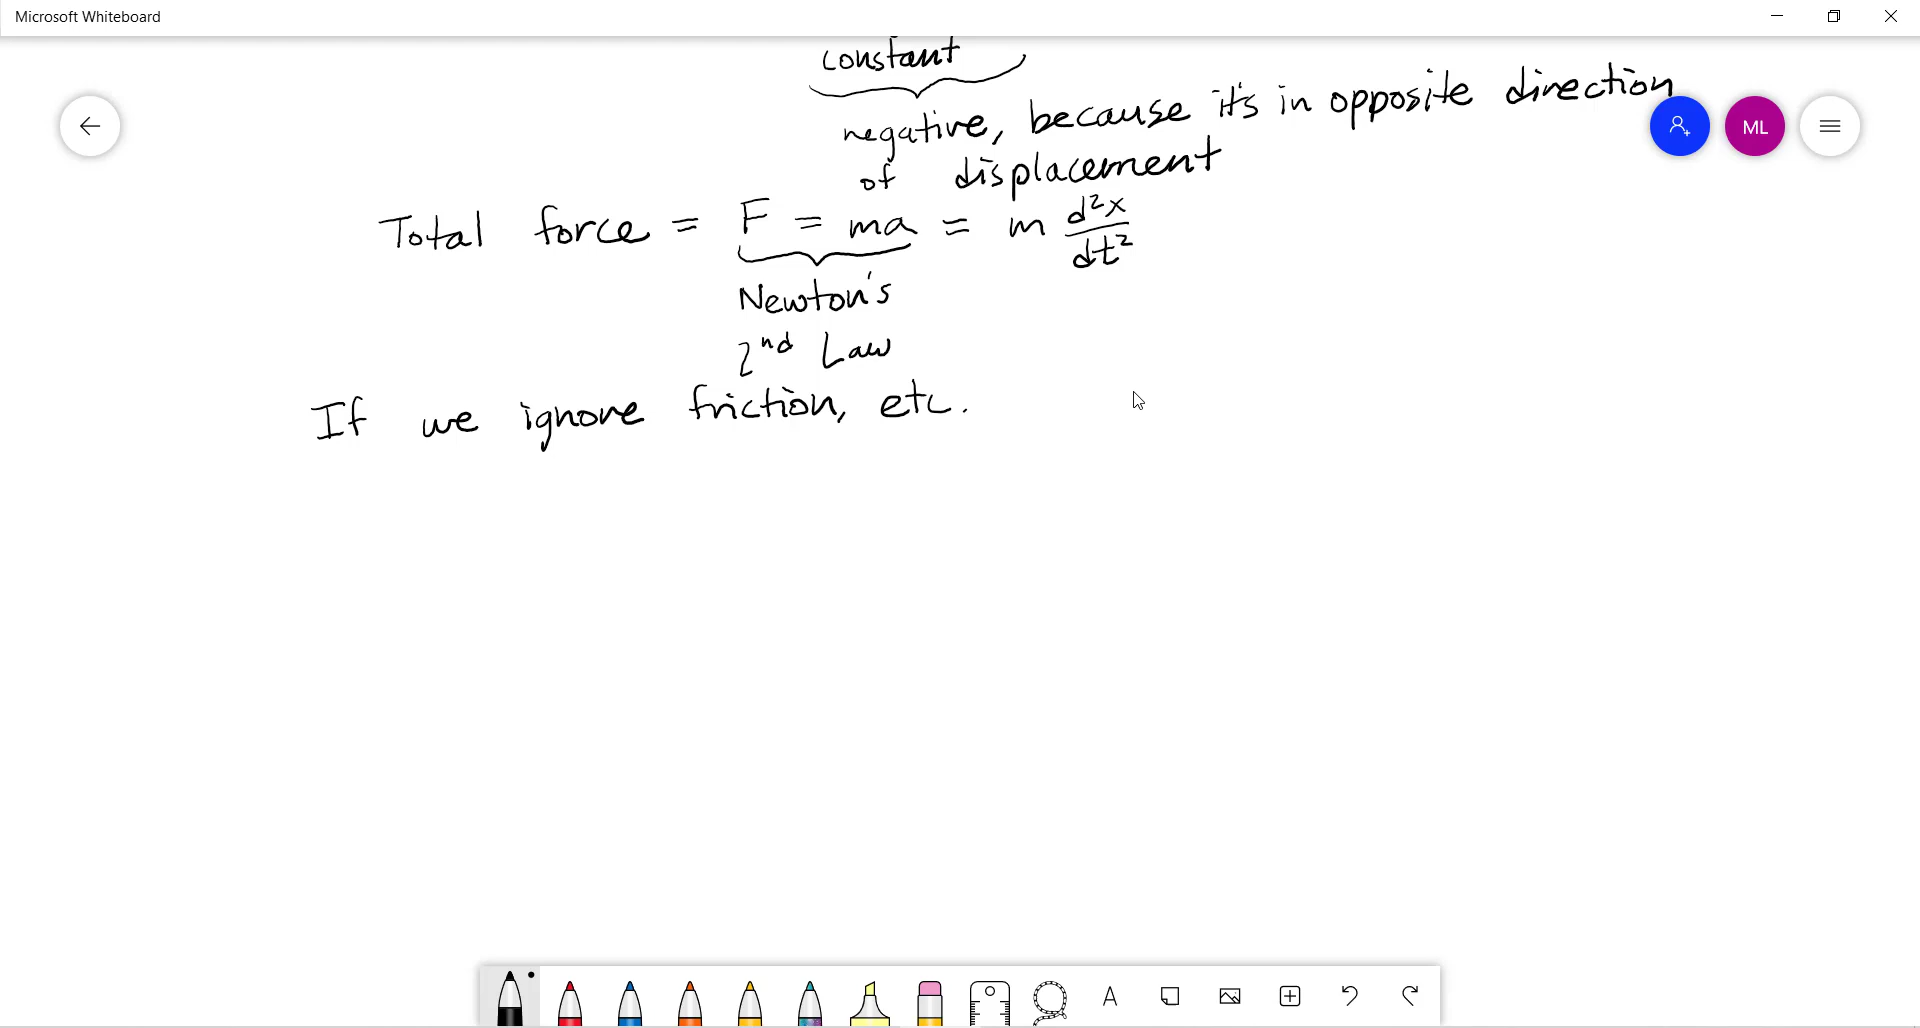 Microsoft Whiteboard
constant
negative, because it's in opposite direction
of displacement
ML
Total force = F = ma = m d²x/dt²
Newton's
2nd Law
If we ignore friction, etc.
A